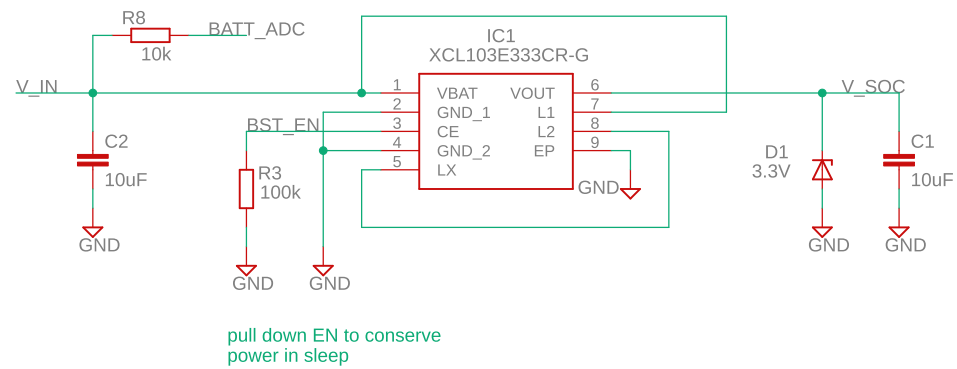 R8
BATT_ADC
10k
IC1
XCL103E333CR-G
V_IN
1
VBAT
VOUT
6
V_SOC
2
GND_1
L1
7
BST_EN
3
CE
L2
8
4
GND_2
EP
9
5
LX
C2
10uF
R3
100k
GND
D1
3.3V
C1
10uF
GND
GND
GND
GND
GND
pull down EN to conserve
power in sleep